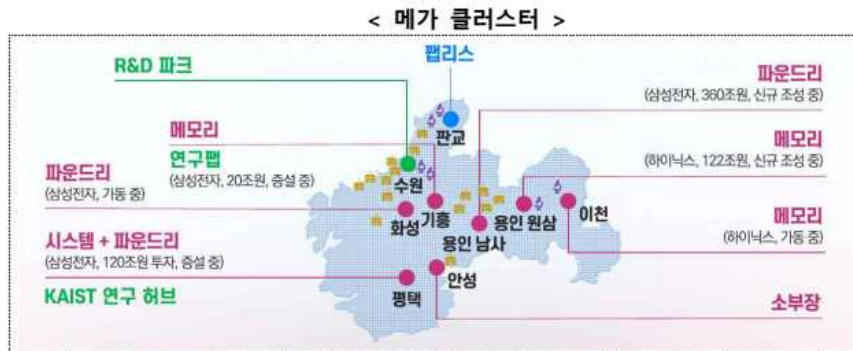 < 메가 클러스터 >
R&D 파크
팹리스
파운드리
(삼성전자, 360조원, 신규 조성 중)
메모리
연구팹
(삼성전자, 20조원, 증설 중)
메모리
(하이닉스, 122조원, 신규 조성 중)
파운드리
(삼성전자, 가동 중)
메모리
(하이닉스, 가동 중)
시스템 + 파운드리
(삼성전자, 120조원 투자, 증설 중)
KAIST 연구 허브
소부장
판교
수원
화성
기흥
용인 남사
용인 원삼
이천
평택
안성